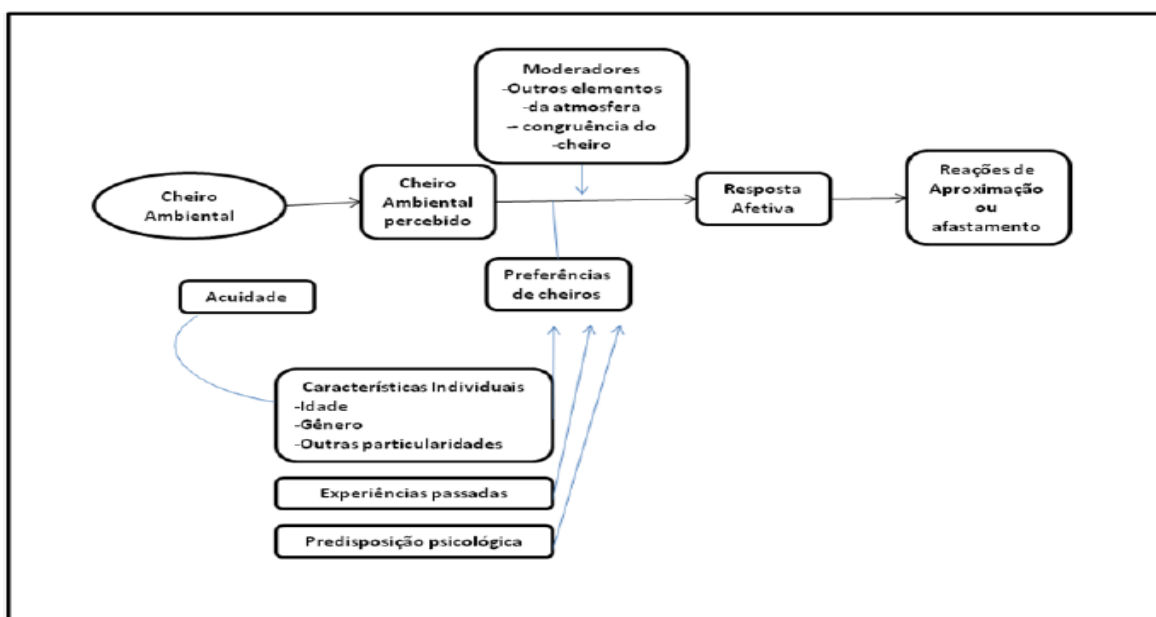 Moderadores
-Outros elementos
-da atmosfera
– congruência do
-cheiro
Cheiro
Ambiental
Cheiro
Ambiental
percebido
Resposta
Afetiva
Reações de
Aproximação
ou
afastamento
Preferências
de cheiros
Acuidade
Características Individuais
-Idade
-Gênero
-Outras particularidades
Experiências passadas
Predisposição psicológica